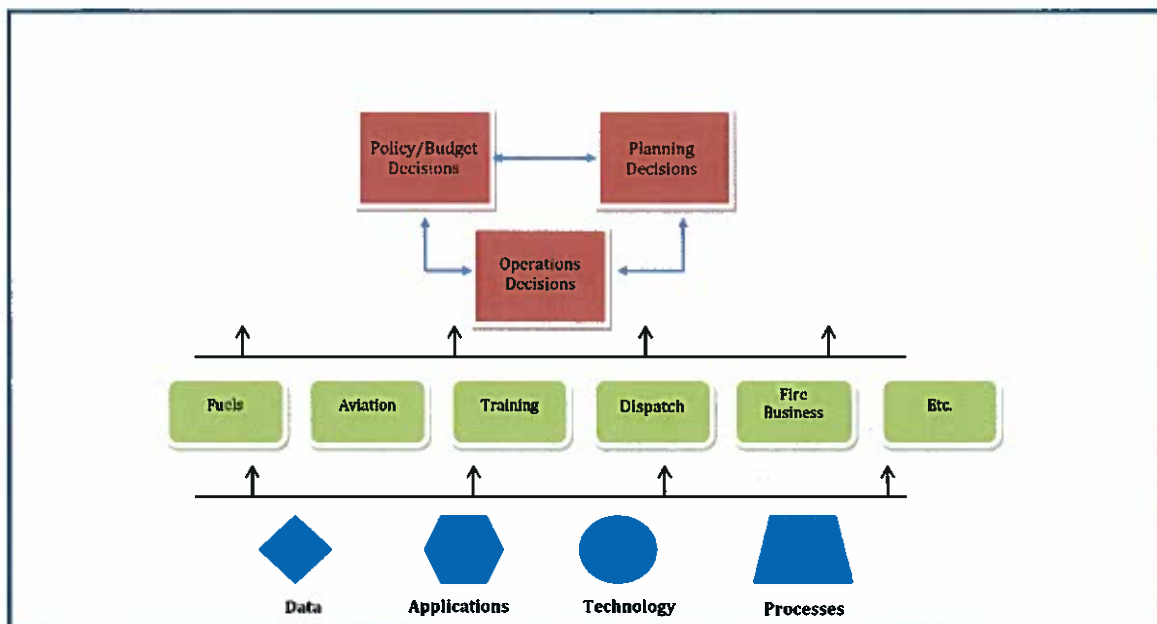 Policy/Budget
Decisions
Planning
Decisions
Operations
Decisions
Fuels
Aviation
Training
Dispatch
Fire
Business
Etc.
Data
Applications
Technology
Processes